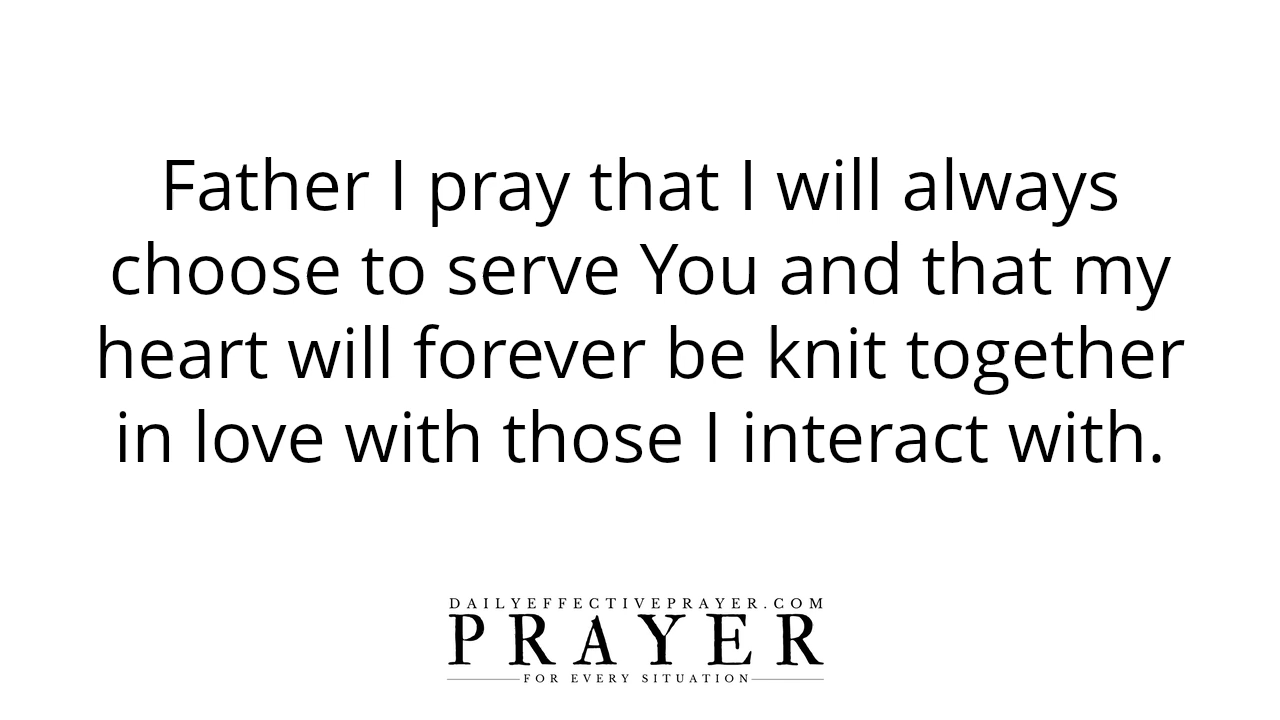 Father I pray that I will always
choose to serve You and that my
heart will forever be knit together
in love with those I interact with.
DAILYEFFECTIVEPRAYER.COM
PRAYER
FOR EVERY SITUATION